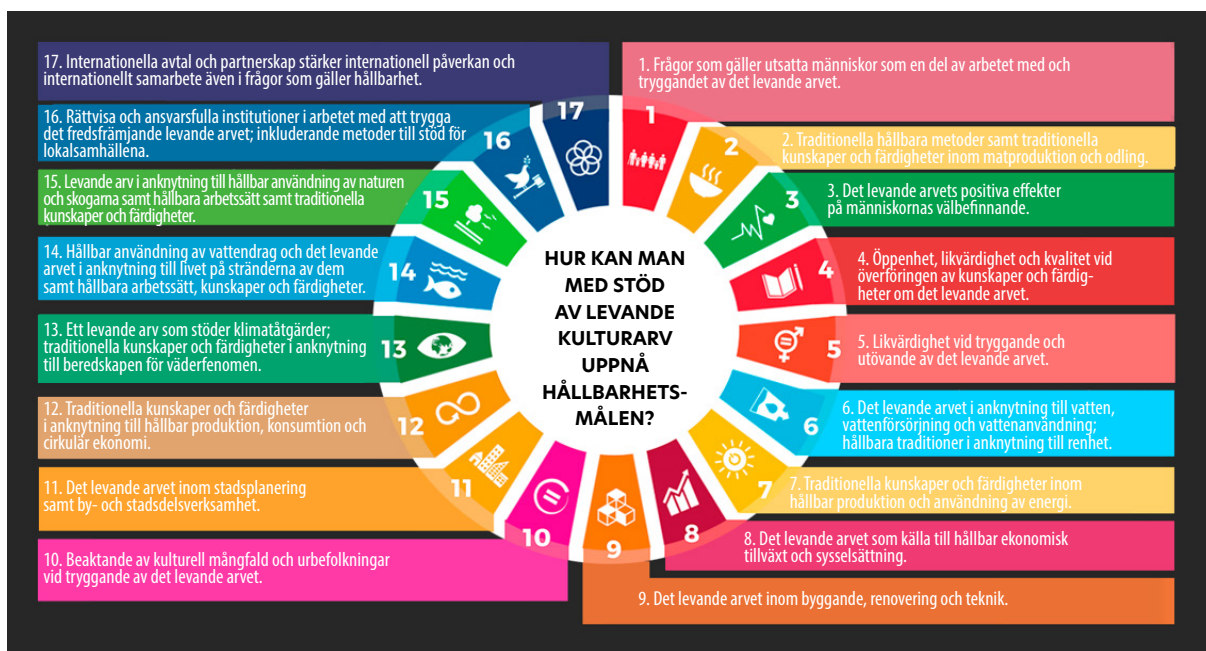 17. Internationella avtal och partnerskap stärker internationell påverkan och
internationellt samarbete även i frågor som gäller hållbarhet.
16. Rättvisa och ansvarsfulla institutioner i arbetet med att trygga
det fredsfrämjande levande arvet; inkluderande metoder till stöd för
lokalsamhällena.
15. Levande arv i anknytning till hållbar användning av naturen
och skogarna samt hållbara arbetssätt samt traditionella
kunskaper och färdigheter.
14. Hållbar användning av vattendrag och det levande
arvet i anknytning till livet på stränderna av dem
samt hållbara arbetssätt, kunskaper och färdigheter.
13. Ett levande arv som stöder klimatåtgärder;
traditionella kunskaper och färdigheter i anknytning
till beredskapen för väderfenomen.
12. Traditionella kunskaper och färdigheter
i anknytning till hållbar produktion, konsumtion och
cirkulär ekonomi.
11. Det levande arvet inom stadsplanering
samt by- och stadsdelsverksamhet.
10. Beaktande av kulturell mångfald och urbefolkningar
vid tryggande av det levande arvet.
17
16
15
14
13
12
11
10
9
8
7
6
5
4
3
2
1
HUR KAN MAN
MED STÖD
AV LEVANDE
KULTURARV
UPPNÅ
HÅLLBARHETS-
MÅLEN?
1. Frågor som gäller utsatta människor som en del av arbetet med och
tryggandet av det levande arvet.
2. Traditionella hållbara metoder samt traditionella
kunskaper och färdigheter inom matproduktion och odling.
3. Det levande arvets positiva effekter
på människornas välbefinnande.
4. Öppenhet, likvärdighet och kvalitet vid
överföringen av kunskaper och färdig-
heter om det levande arvet.
5. Likvärdighet vid tryggande och
utövande av det levande arvet.
6. Det levande arvet i anknytning till vatten,
vattenförsörjning och vattenanvändning;
hållbara traditioner i anknytning till renhet.
7. Traditionella kunskaper och färdigheter inom
hållbar produktion och användning av energi.
8. Det levande arvet som källa till hållbar ekonomisk
tillväxt och sysselsättning.
9. Det levande arvet inom byggande, renovering och teknik.